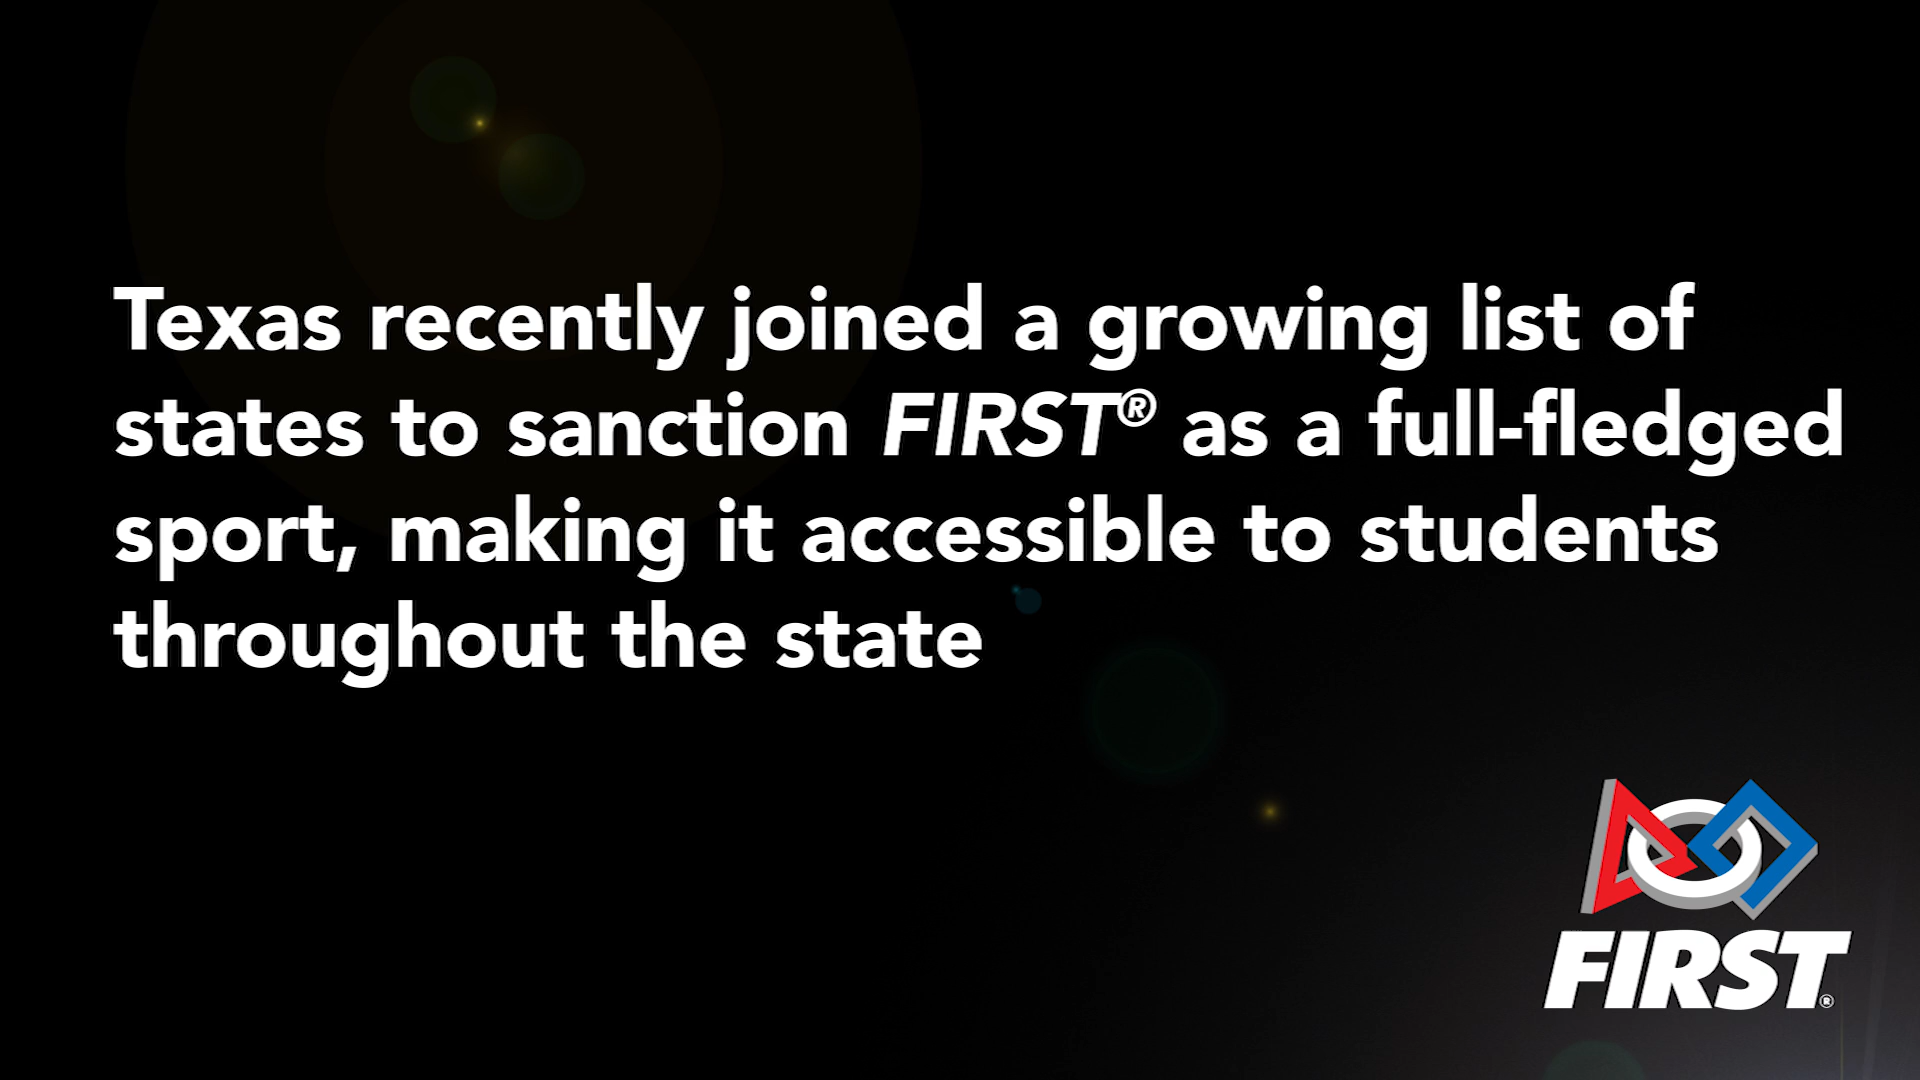 Texas recently joined a growing list of
states to sanction FIRST® as a full-fledged
sport, making it accessible to students
throughout the state
FIRST®